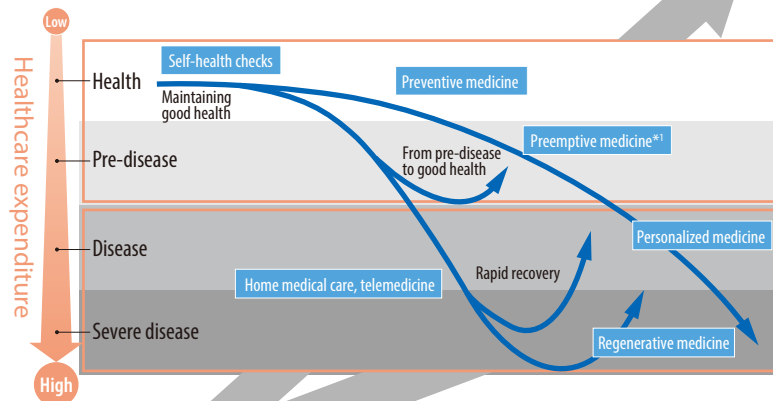 Low
Healthcare expenditure
High
Health
Pre-disease
Disease
Severe disease
Self-health checks
Maintaining
good health
Preventive medicine
From pre-disease
to good health
Preemptive medicine*1
Personalized medicine
Home medical care, telemedicine
Rapid recovery
Regenerative medicine